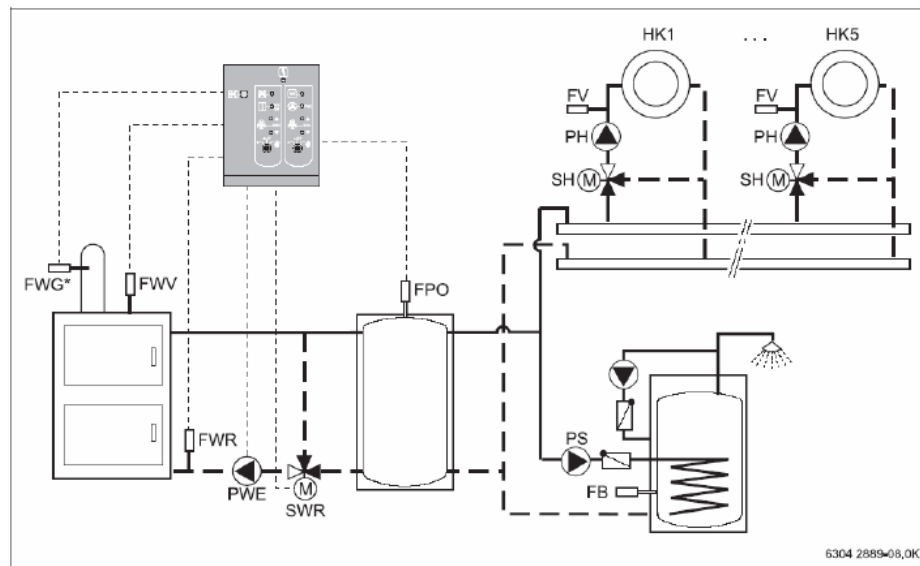 HK1
. . .
HK5
FV
FV
PH
PH
SH
M
SH
M
FWG*
FWV
FPO
FWR
PWE
M
SWR
PS
FB
6304 2889-08,0K